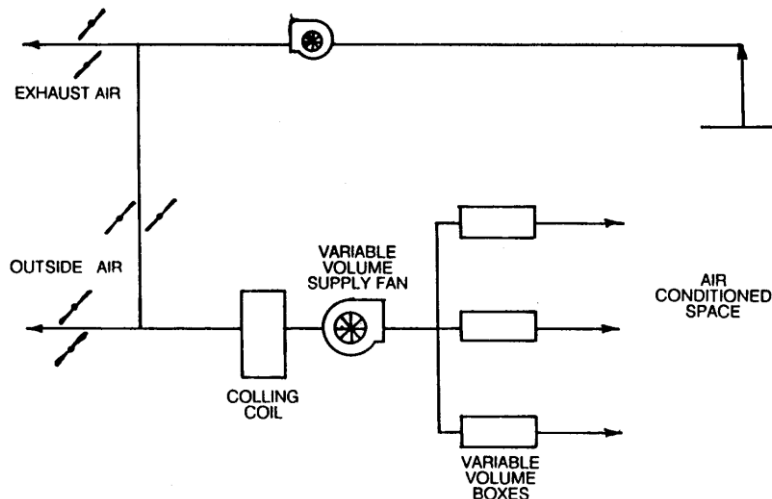 EXHAUST AIR
OUTSIDE AIR
VARIABLE
VOLUME
SUPPLY FAN
AIR
CONDITIONED
SPACE
COLLING
COIL
VARIABLE
VOLUME
BOXES